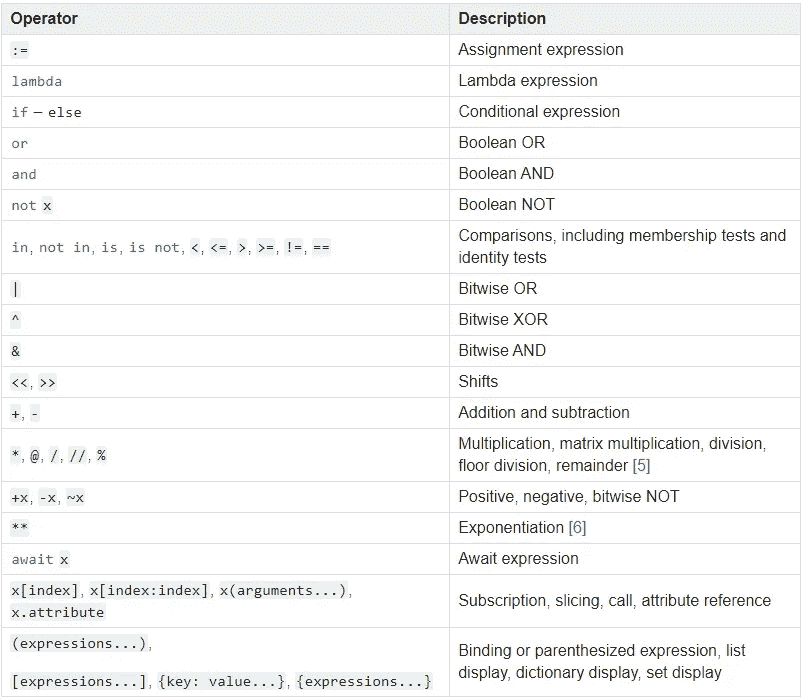 Operator Description
:= Assignment expression
lambda Lambda expression
if – else Conditional expression
or Boolean OR
and Boolean AND
not x Boolean NOT
in, not in, is, is not, <, <=, >, >=, !=, == Comparisons, including membership tests and
identity tests
| Bitwise OR
^ Bitwise XOR
& Bitwise AND
<<, >> Shifts
+, - Addition and subtraction
*, @, /, //, % Multiplication, matrix multiplication, division,
floor division, remainder [5]
+x, -x, ~x Positive, negative, bitwise NOT
** Exponentiation [6]
await x Await expression
x[index], x[index:index], x(arguments...),
x.attribute
Subscription, slicing, call, attribute reference
(expressions...),
[expressions...], {key: value...}, {expressions...}
Binding or parenthesized expression, list
display, dictionary display, set display